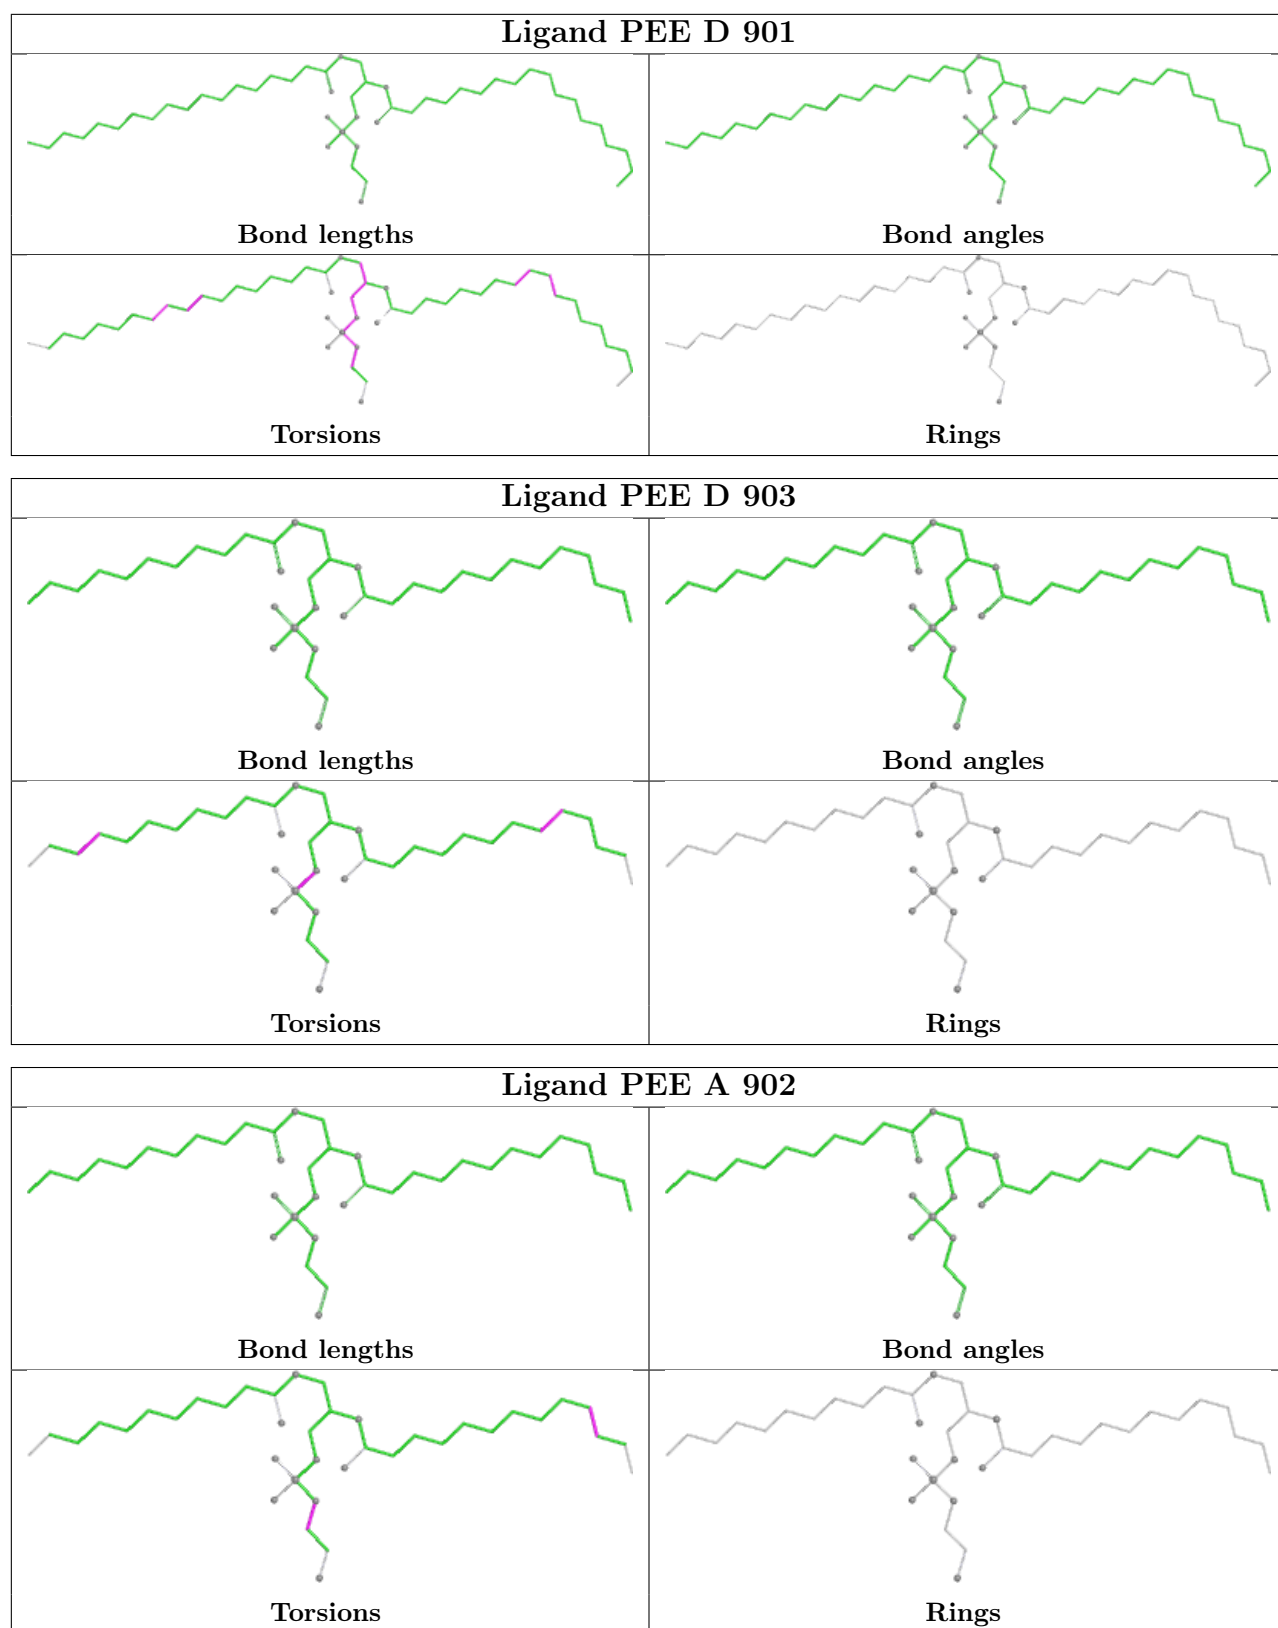 Ligand PEE D 901
Bond lengths
Bond angles
Torsions
Rings
Ligand PEE D 903
Bond lengths
Bond angles
Torsions
Rings
Ligand PEE A 902
Bond lengths
Bond angles
Torsions
Rings